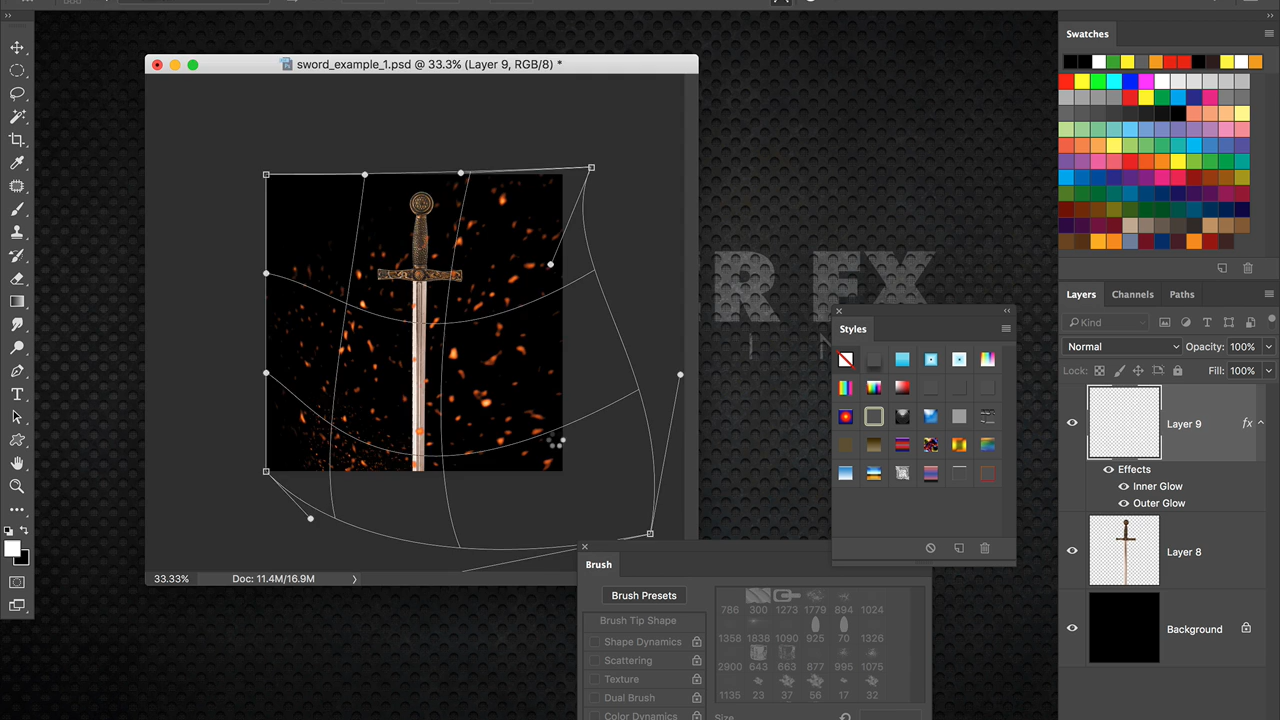 sword_example_1.psd @ 33.3% (Layer 9, RGB/8) *
33.33%
Doc: 11.4M/16.9M
R FX
I N
Swatches
Styles
Brush
Brush Presets
Brush Tip Shape
Shape Dynamics
Scattering
Texture
Dual Brush
Color Dynamics
786 300 1273 1779 894 1024
1358 1838 1090 925 70 1326
2900 643 663 877 995 1075
1135 23 37 56 17 32
Size
Layers Channels Paths
Kind
Normal Opacity: 100%
Lock: Fill: 100%
Layer 9 fx
Effects
Inner Glow
Outer Glow
Layer 8
Background